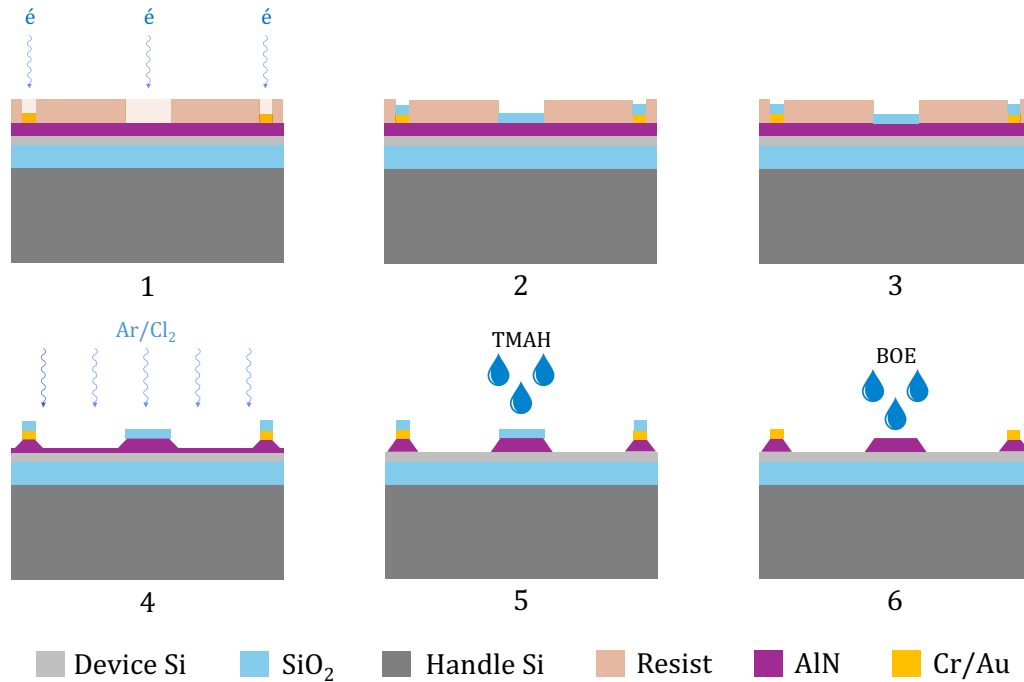 é é é
1 2 3
Ar/Cl₂
TMAH
BOE
4 5 6
Device Si SiO₂ Handle Si Resist AlN Cr/Au